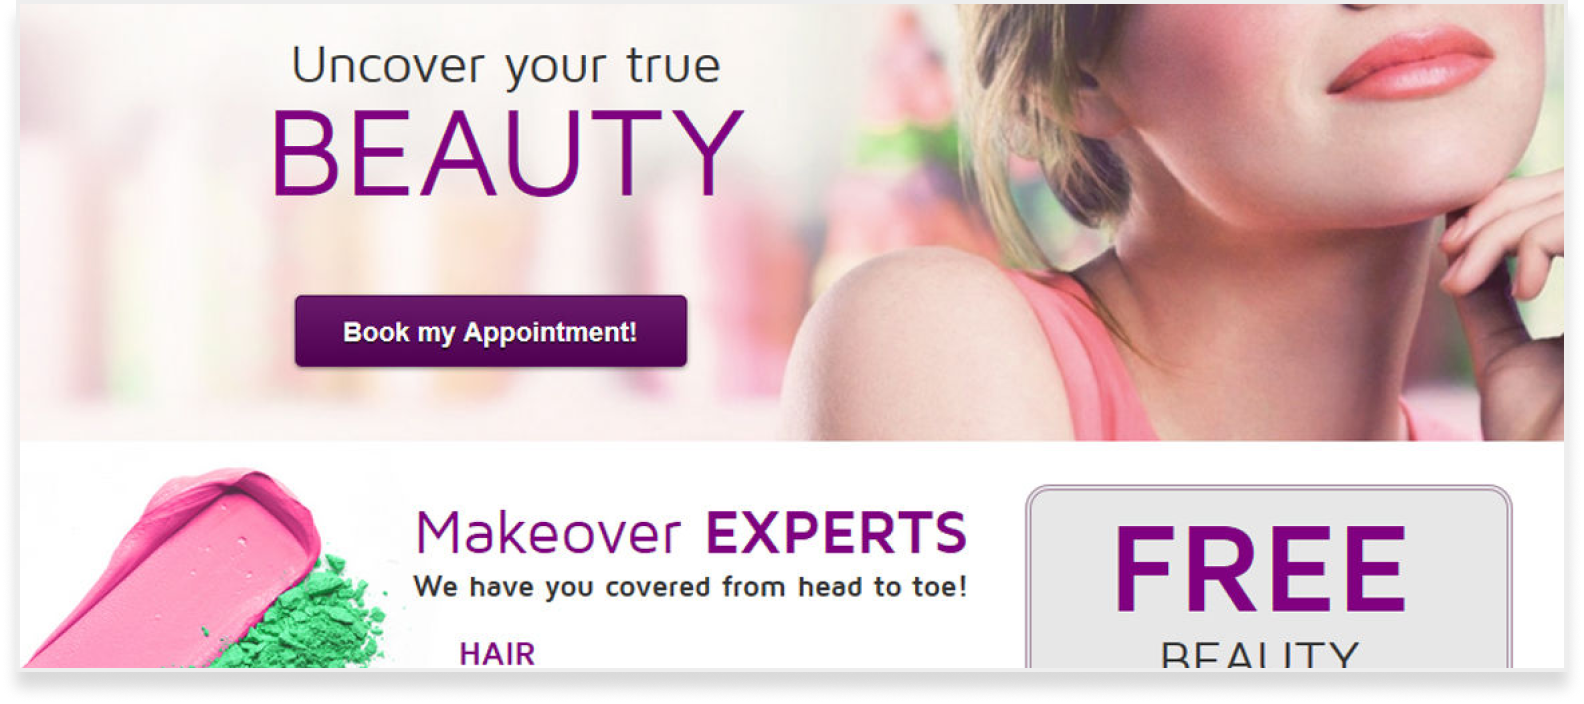 Uncover your true
BEAUTY
Book my Appointment!
Makeover EXPERTS
We have you covered from head to toe!
HAIR
FREE
BEAUTY